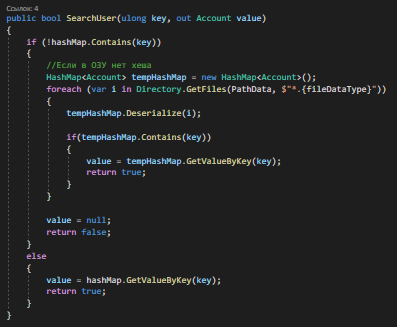 Ссылок: 4
public bool SearchUser(ulong key, out Account value)
{
if (!hashMap.Contains(key))
{
//Если в ОЗУ нет хеша
HashMap<Account> tempHashMap = new HashMap<Account>();
foreach (var i in Directory.GetFiles(PathData, $"*.{fileDataType}"))
{
tempHashMap.Deserialize(i);
if(tempHashMap.Contains(key))
{
value = tempHashMap.GetValueByKey(key);
return true;
}
}
value = null;
return false;
}
else
{
value = hashMap.GetValueByKey(key);
return true;
}
}